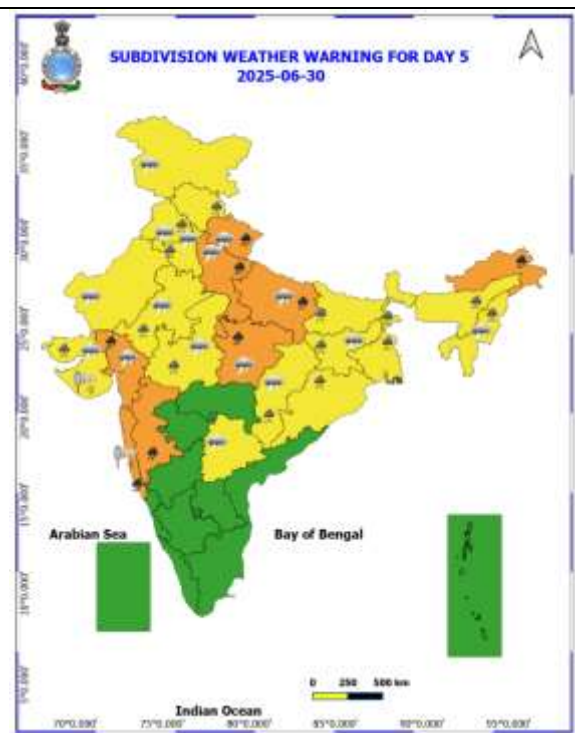 SUBDIVISION WEATHER WARNING FOR DAY 5
2025-06-30
Arabian Sea
Bay of Bengal
0 250 500 km
Indian Ocean
70°0.000' 75°0.000' 80°0.000' 85°0.000' 90°0.000' 95°0.000'